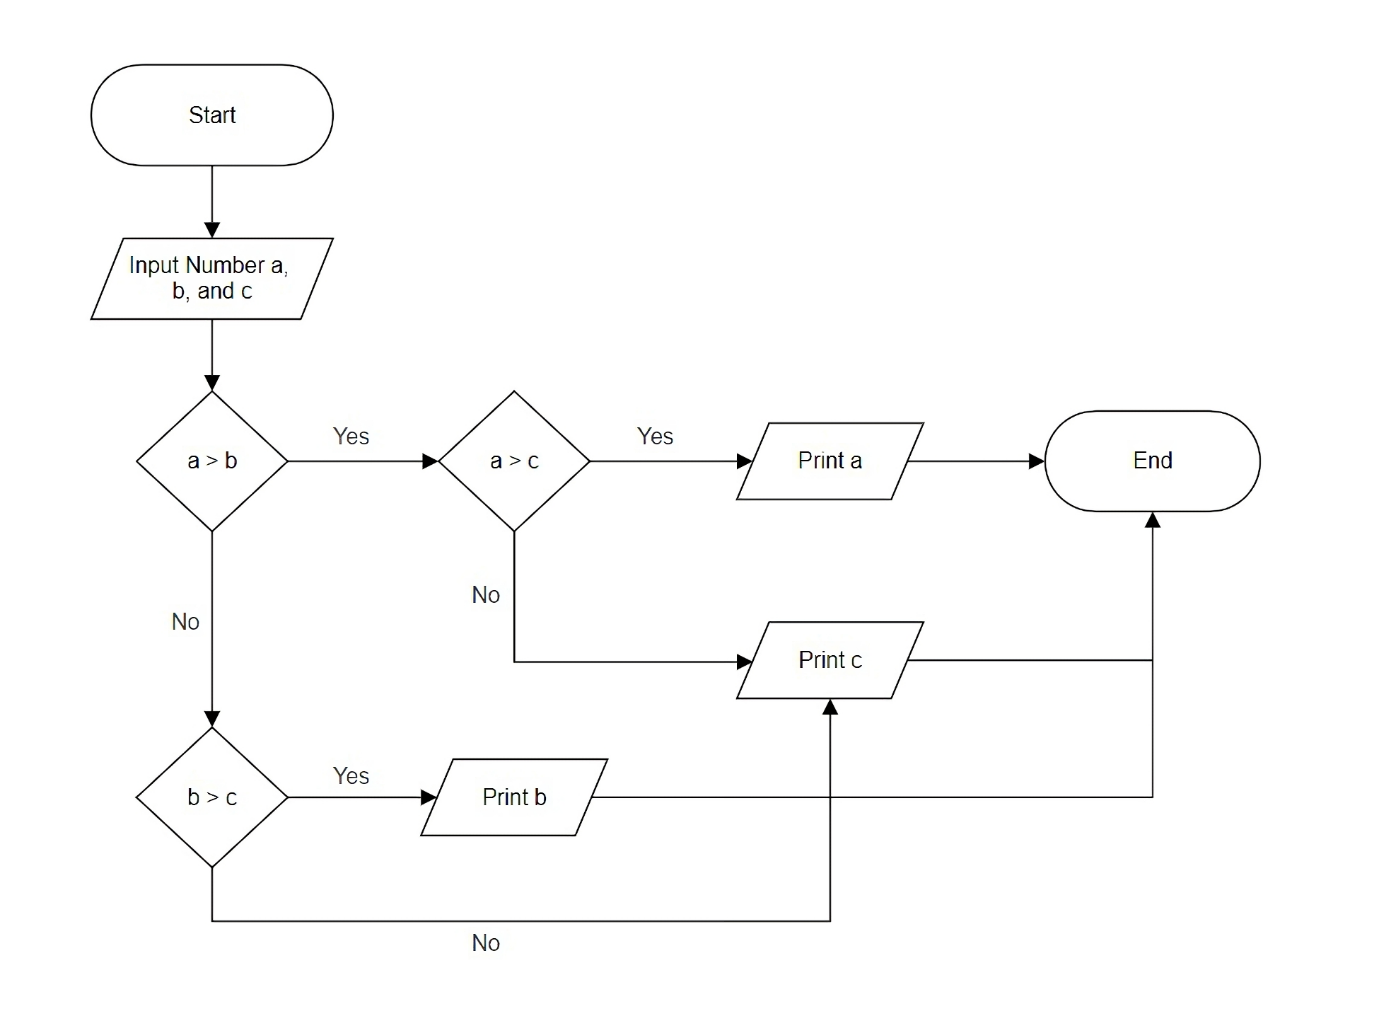 Start
Input Number a,
b, and c
a > b
Yes
a > c
Yes
Print a
End
No
No
Print c
b > c
Yes
Print b
No